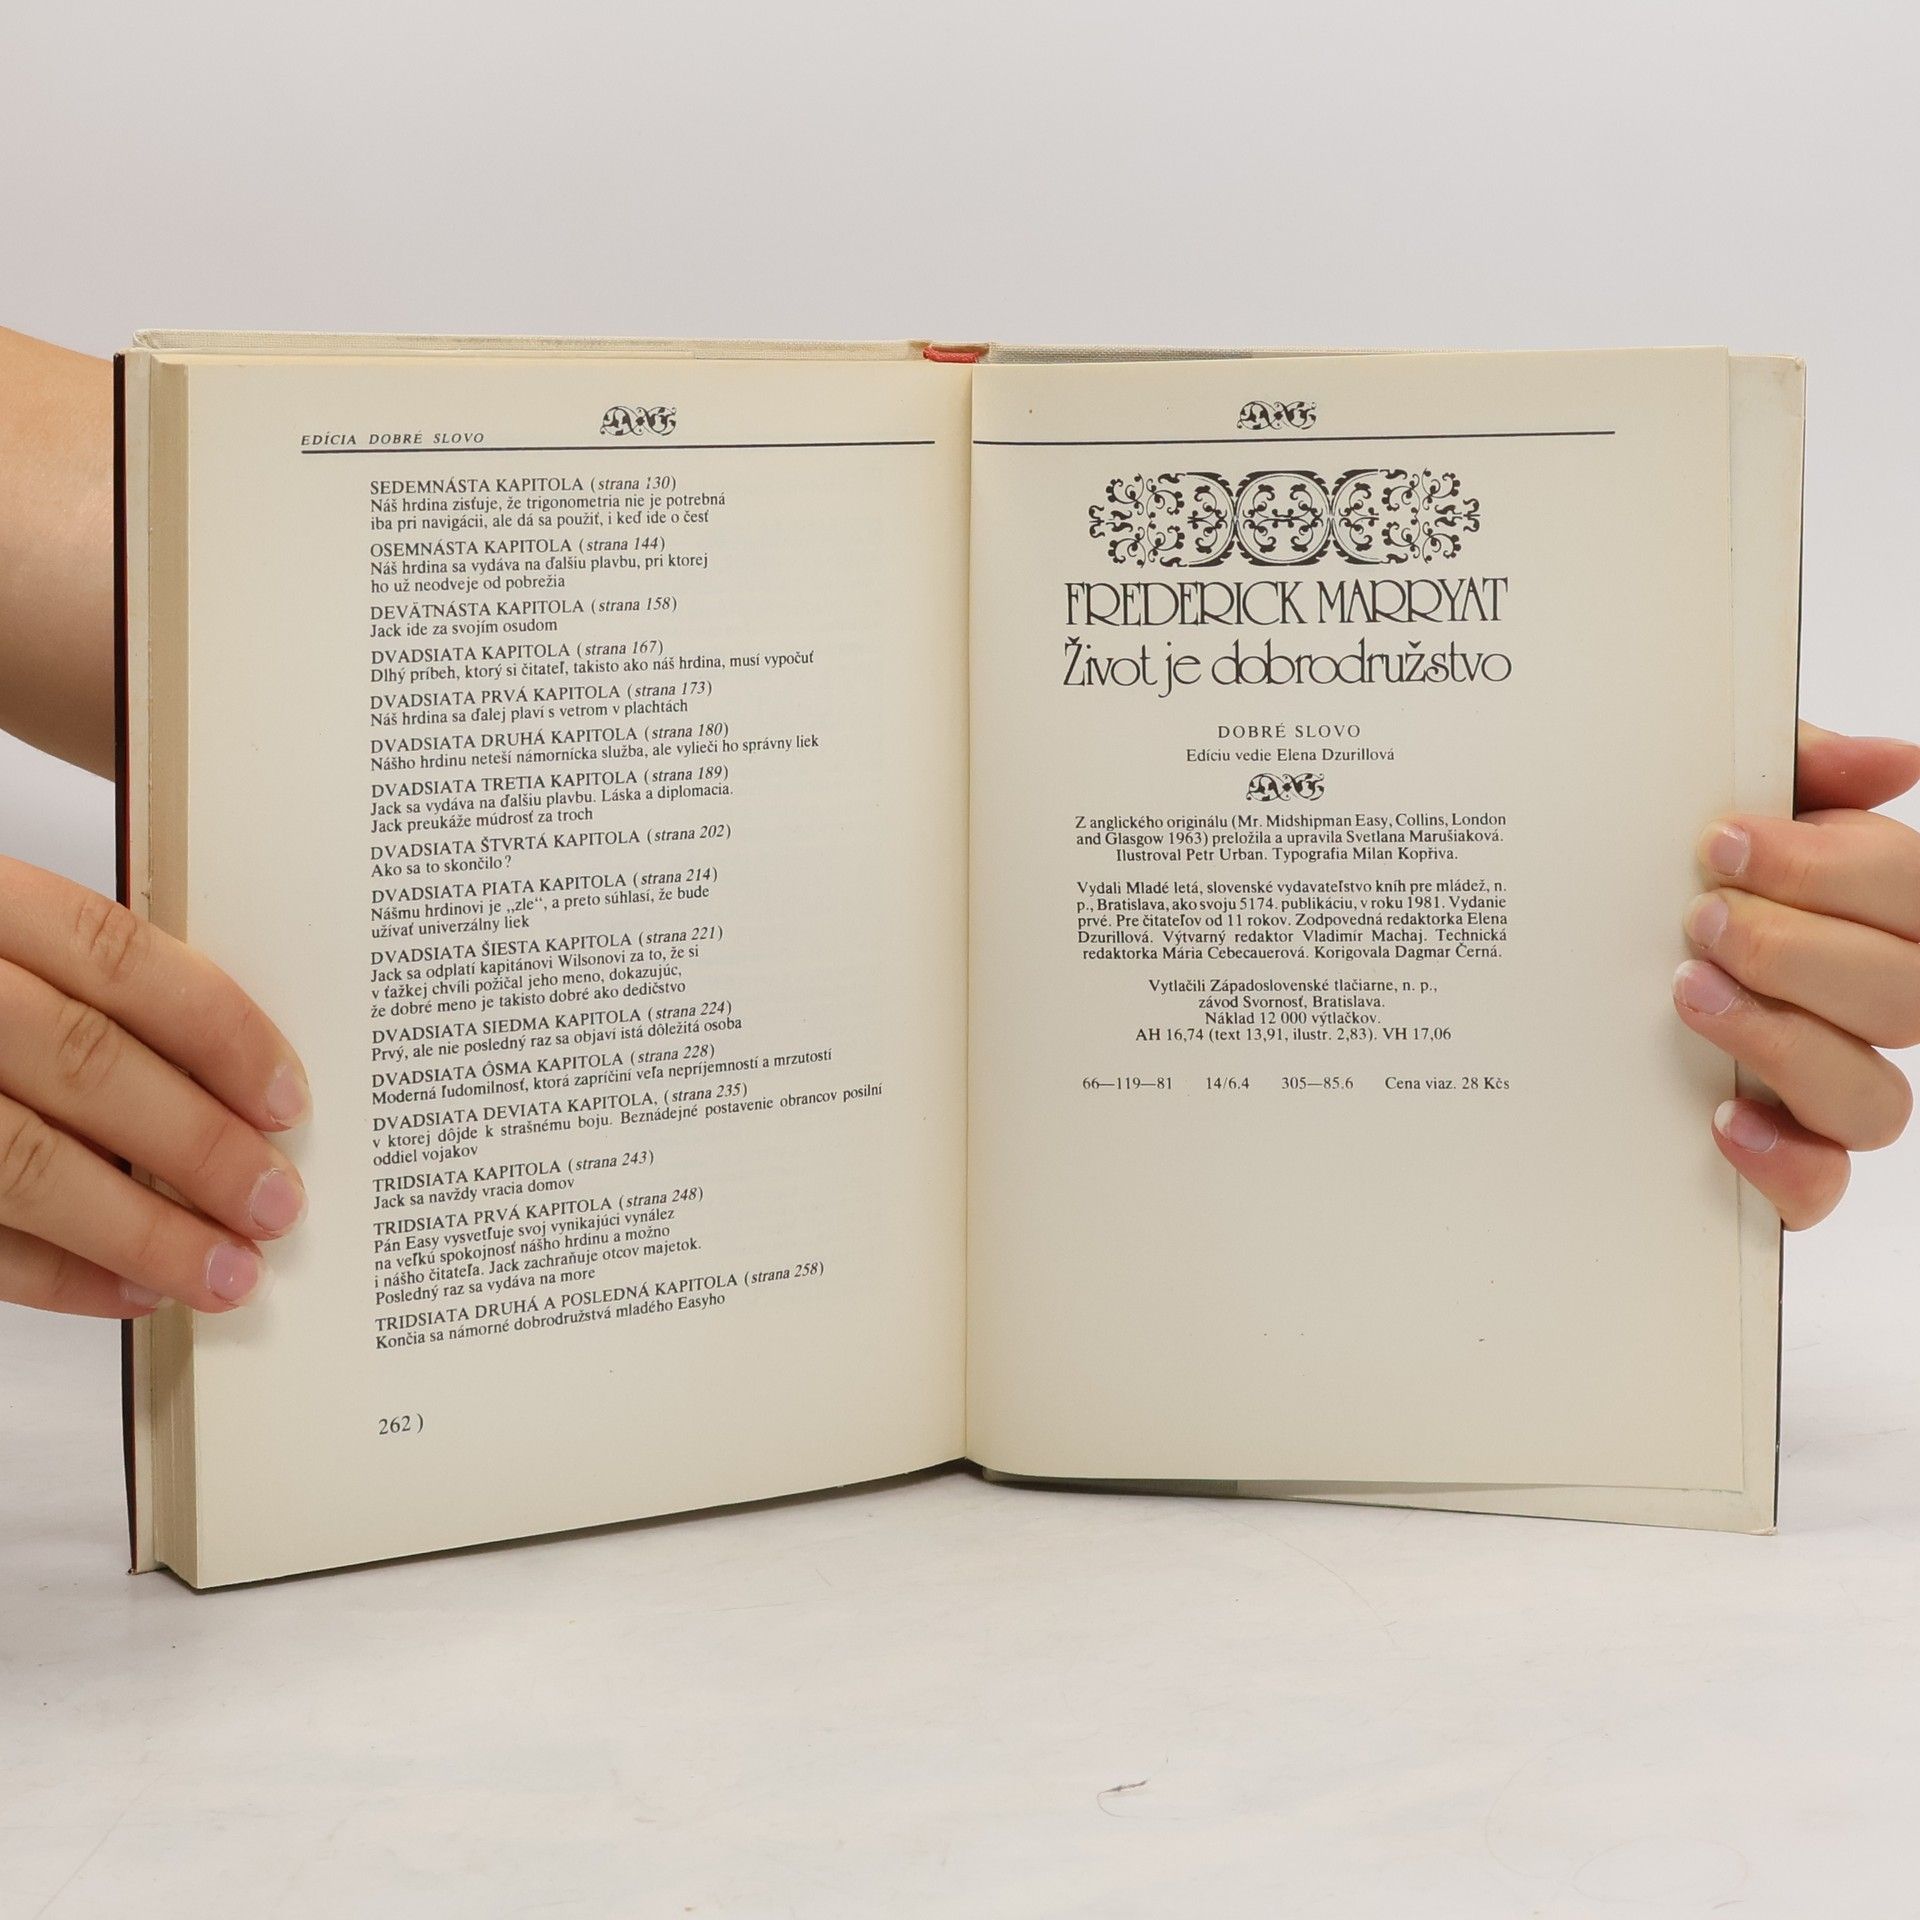 EDÍCIA DOBRÉ SLOVO
SEDEMNÁSTA KAPITOLA (strana 130)
Náš hrdina zisťuje, že trigonometria nie je potrebná
iba pri navigácii, ale dá sa použiť, i keď ide o česť
OSEMNÁSTA KAPITOLA (strana 144)
Náš hrdina sa vydáva na ďalšiu plavbu, pri ktorej
ho už neodveje od pobrežia
DEVÄTNÁSTA KAPITOLA (strana 158)
Jack ide za svojím osudom
DVADSIATA KAPITOLA (strana 167)
Dlhý príbeh, ktorý si čitateľ, takisto ako náš hrdina, musí vypočuť
DVADSIATA PRVÁ KAPITOLA (strana 173)
Náš hrdina sa ďalej plaví s vetrom v plachtách
DVADSIATA DRUHÁ KAPITOLA (strana 180)
Nášho hrdinu neteší námornícka služba, ale vylieči ho správny liek
DVADSIATA TRETIA KAPITOLA (strana 189)
Jack sa vydáva na ďalšiu plavbu. Láska a diplomacia.
Jack preukáže múdrosť za troch
DVADSIATA ŠTVRTÁ KAPITOLA (strana 202)
Ako sa to skončilo?
DVADSIATA PIATA KAPITOLA (strana 214)
Nášmu hrdinovi je „zle“, a preto súhlasí, že bude
užívať univerzálny liek
DVADSIATA ŠIESTA KAPITOLA (strana 221)
Jack sa odplatí kapitánovi Wilsonovi za to, že si
v ťažkej chvíli požičal jeho meno, dokazujúc,
že dobré meno je takisto dobré ako dedičstvo
DVADSIATA SIEDMA KAPITOLA (strana 224)
Prvý, ale nie posledný raz sa objaví istá dôležitá osoba
DVADSIATA ÔSMA KAPITOLA (strana 228)
Moderná ľudomilnosť, ktorá zapríčiní veľa nepríjemností a mrzutostí
DVADSIATA DEVIATA KAPITOLA, (strana 235)
v ktorej dôjde k strašnému boju. Beznádejné postavenie obrancov posilní
oddiel vojakov
TRIDSIATA KAPITOLA (strana 243)
Jack sa navždy vracia domov
TRIDSIATA PRVÁ KAPITOLA (strana 248)
Pán Easy vysvetľuje svoj vynikajúci vynález
na veľkú spokojnosť nášho hrdinu a možno
i nášho čitateľa. Jack zachraňuje otcov majetok.
Posledný raz sa vydáva na more
TRIDSIATA DRUHÁ A POSLEDNÁ KAPITOLA (strana 258)
Končia sa námorné dobrodružstvá mladého Easyho
262 )
FREDERICK MARRYAT
Život je dobrodružstvo
DOBRÉ SLOVO
Edíciu vedie Elena Dzurillová
Z anglického originálu (Mr. Midshipman Easy, Collins, London
and Glasgow 1963) preložila a upravila Svetlana Marušiaková.
Ilustroval Petr Urban. Typografia Milan Kopřiva.
Vydali Mladé letá, slovenské vydavateľstvo kníh pre mládež, n.
p., Bratislava, ako svoju 5174. publikáciu, v roku 1981. Vydanie
prvé. Pre čitateľov od 11 rokov. Zodpovedná redaktorka Elena
Dzurillová. Výtvarný redaktor Vladimír Machaj. Technická
redaktorka Mária Cebecauerová. Korigovala Dagmar Černá.
Vytlačili Západoslovenské tlačiarne, n. p.,
závod Svornosť, Bratislava.
Náklad 12 000 výtlačkov.
AH 16,74 (text 13,91, ilustr. 2,83). VH 17,06
66—119—81 14/6.4 305—85.6 Cena viaz. 28 Kčs